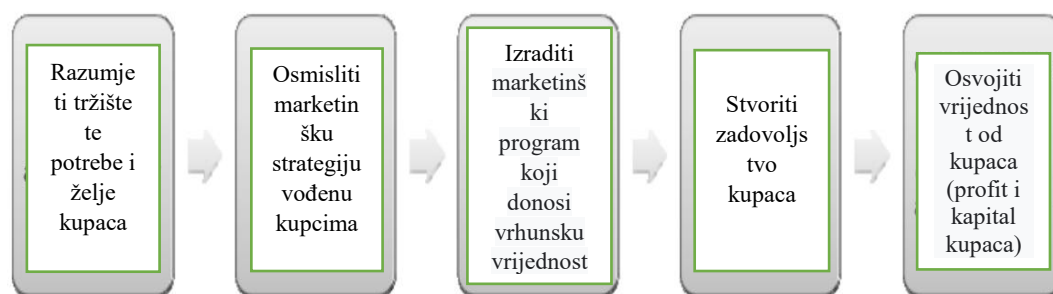 Razumje
ti tržište
te
potrebe i
želje
kupaca
Osmisliti
marketin
šku
strategiju
vođenu
kupcima
Izraditi
marketinš
ki
program
koji
donosi
vrhunsku
vrijednost
Stvoriti
zadovoljs
tvo
kupaca
Osvojiti
vrijednos
t od
kupaca
(profit i
kapital
kupaca)